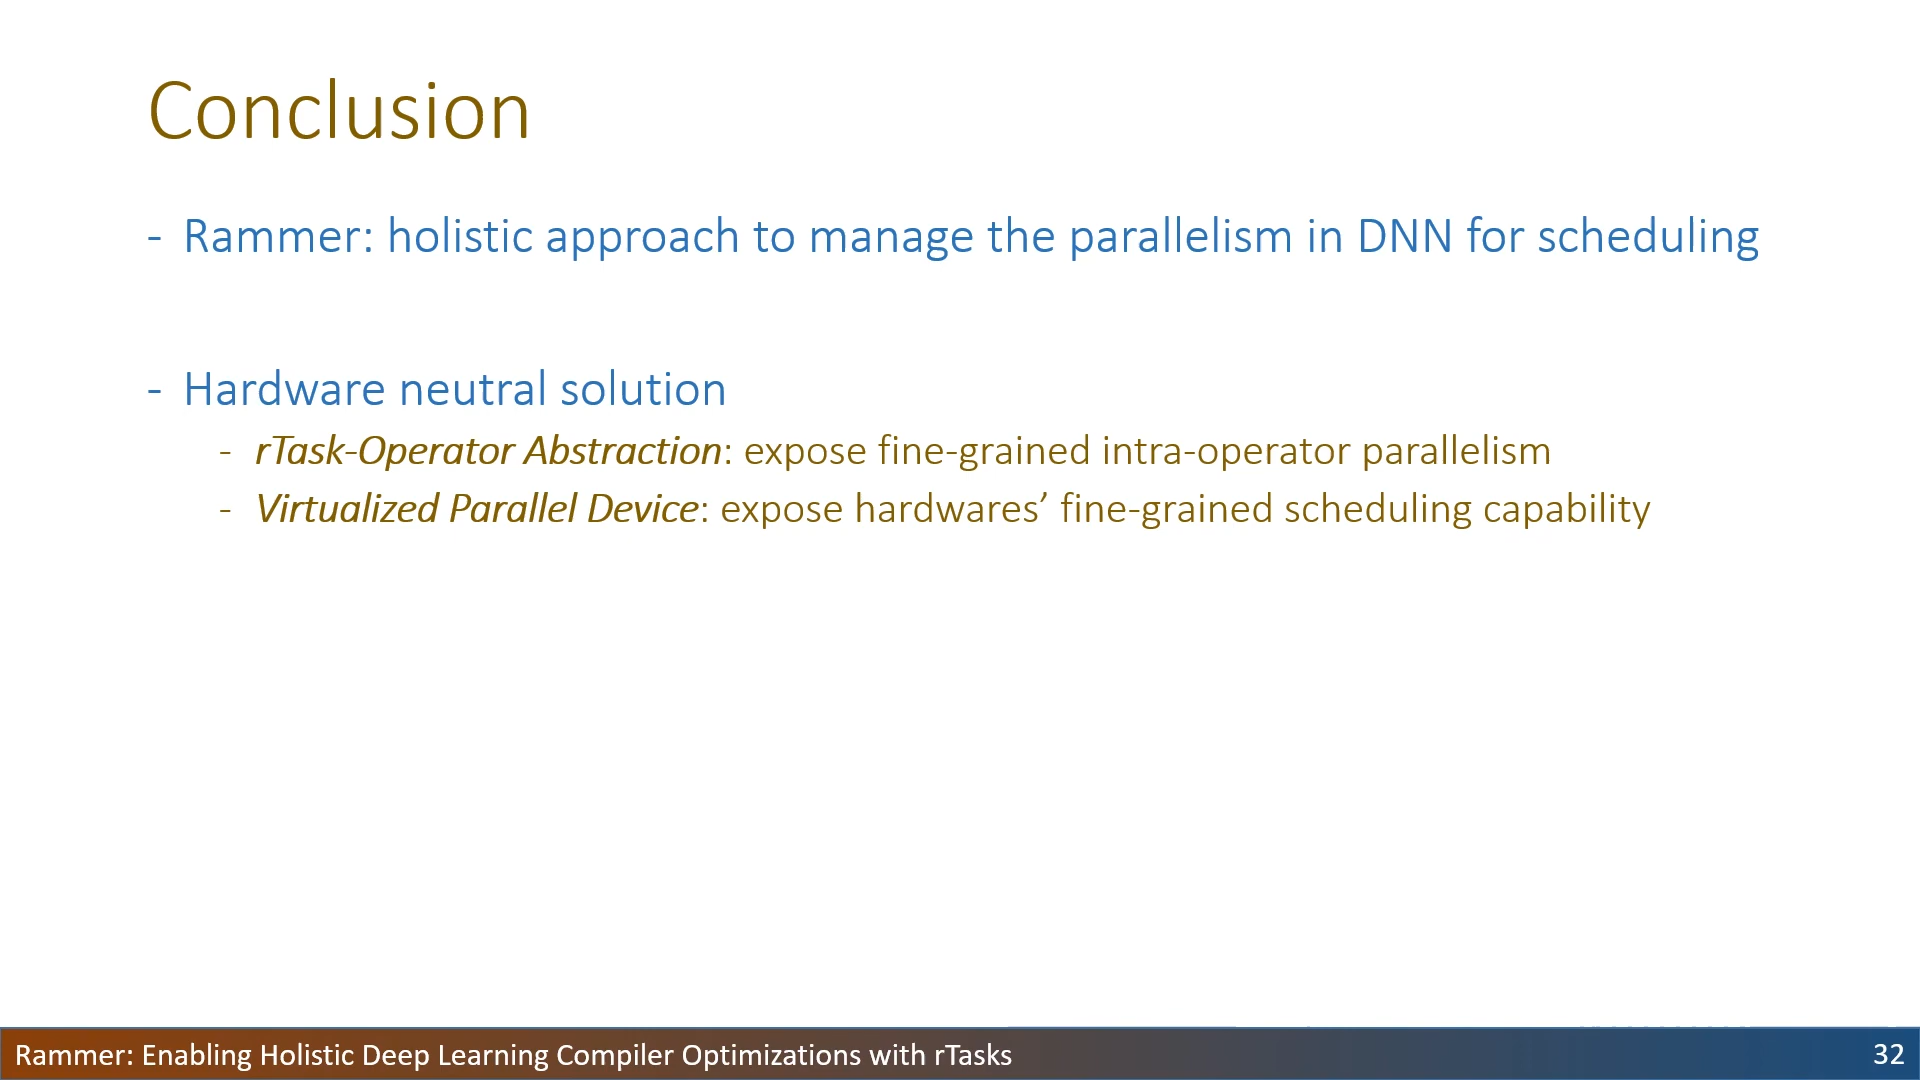 Conclusion
- Rammer: holistic approach to manage the parallelism in DNN for scheduling
- Hardware neutral solution
- rTask-Operator Abstraction: expose fine-grained intra-operator parallelism
- Virtualized Parallel Device: expose hardwares’ fine-grained scheduling capability
Rammer: Enabling Holistic Deep Learning Compiler Optimizations with rTasks
32